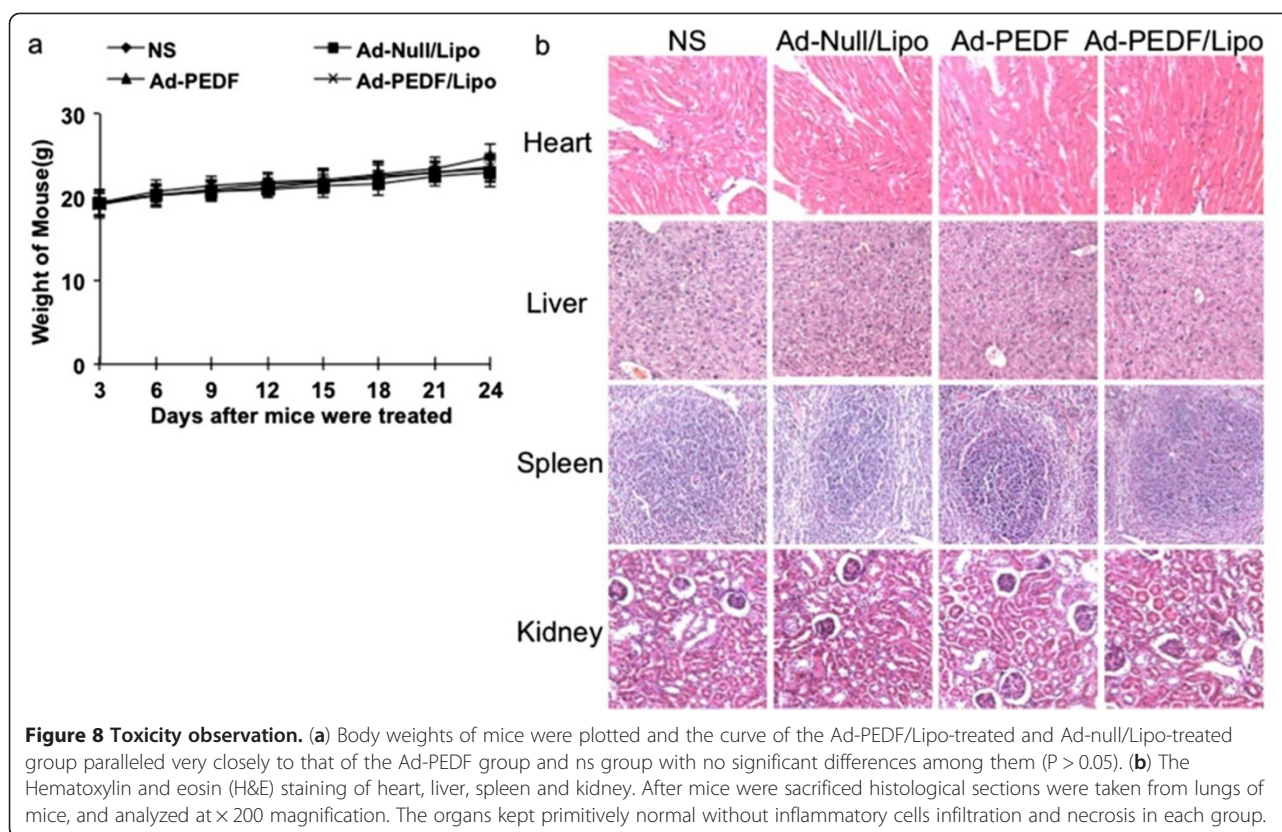 a
NS
Ad-Null/Lipo
Ad-PEDF
Ad-PEDF/Lipo
Weight of Mouse(g)
30
20
10
0
3 6 9 12 15 18 21 24
Days after mice were treated
b
NS Ad-Null/Lipo Ad-PEDF Ad-PEDF/Lipo
Heart
Liver
Spleen
Kidney
Figure 8 Toxicity observation. (a) Body weights of mice were plotted and the curve of the Ad-PEDF/Lipo-treated and Ad-null/Lipo-treated
group paralleled very closely to that of the Ad-PEDF group and ns group with no significant differences among them (P > 0.05). (b) The
Hematoxylin and eosin (H&E) staining of heart, liver, spleen and kidney. After mice were sacrificed histological sections were taken from lungs of
mice, and analyzed at × 200 magnification. The organs kept primitively normal without inflammatory cells infiltration and necrosis in each group.